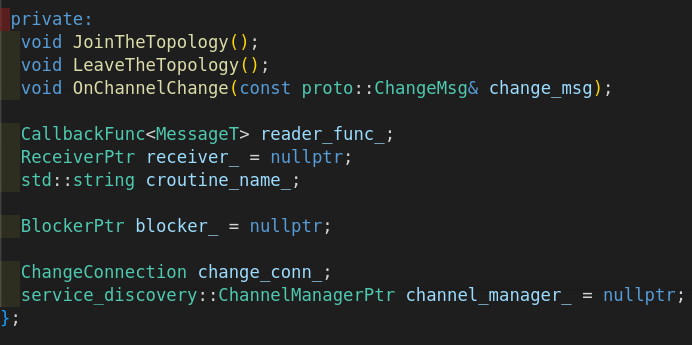 private:
void JoinTheTopology();
void LeaveTheTopology();
void OnChannelChange(const proto::ChangeMsg& change_msg);
CallbackFunc<MessageT> reader_func_;
ReceiverPtr receiver_ = nullptr;
std::string croutine_name_;
BlockerPtr blocker_ = nullptr;
ChangeConnection change_conn_;
service_discovery::ChannelManagerPtr channel_manager_ = nullptr;
};